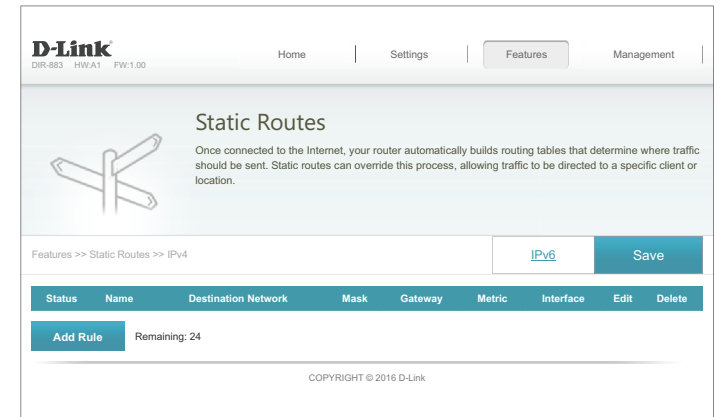 D-Link
DIR-883 HW:A1 FW:1.00
Home Settings Features Management
Static Routes
Once connected to the Internet, your router automatically builds routing tables that determine where traffic
should be sent. Static routes can override this process, allowing traffic to be directed to a specific client or
location.
Features >> Static Routes >> IPv4
IPv6
Save
Status Name Destination Network Mask Gateway Metric Interface Edit Delete
Add Rule Remaining: 24
COPYRIGHT © 2016 D-Link